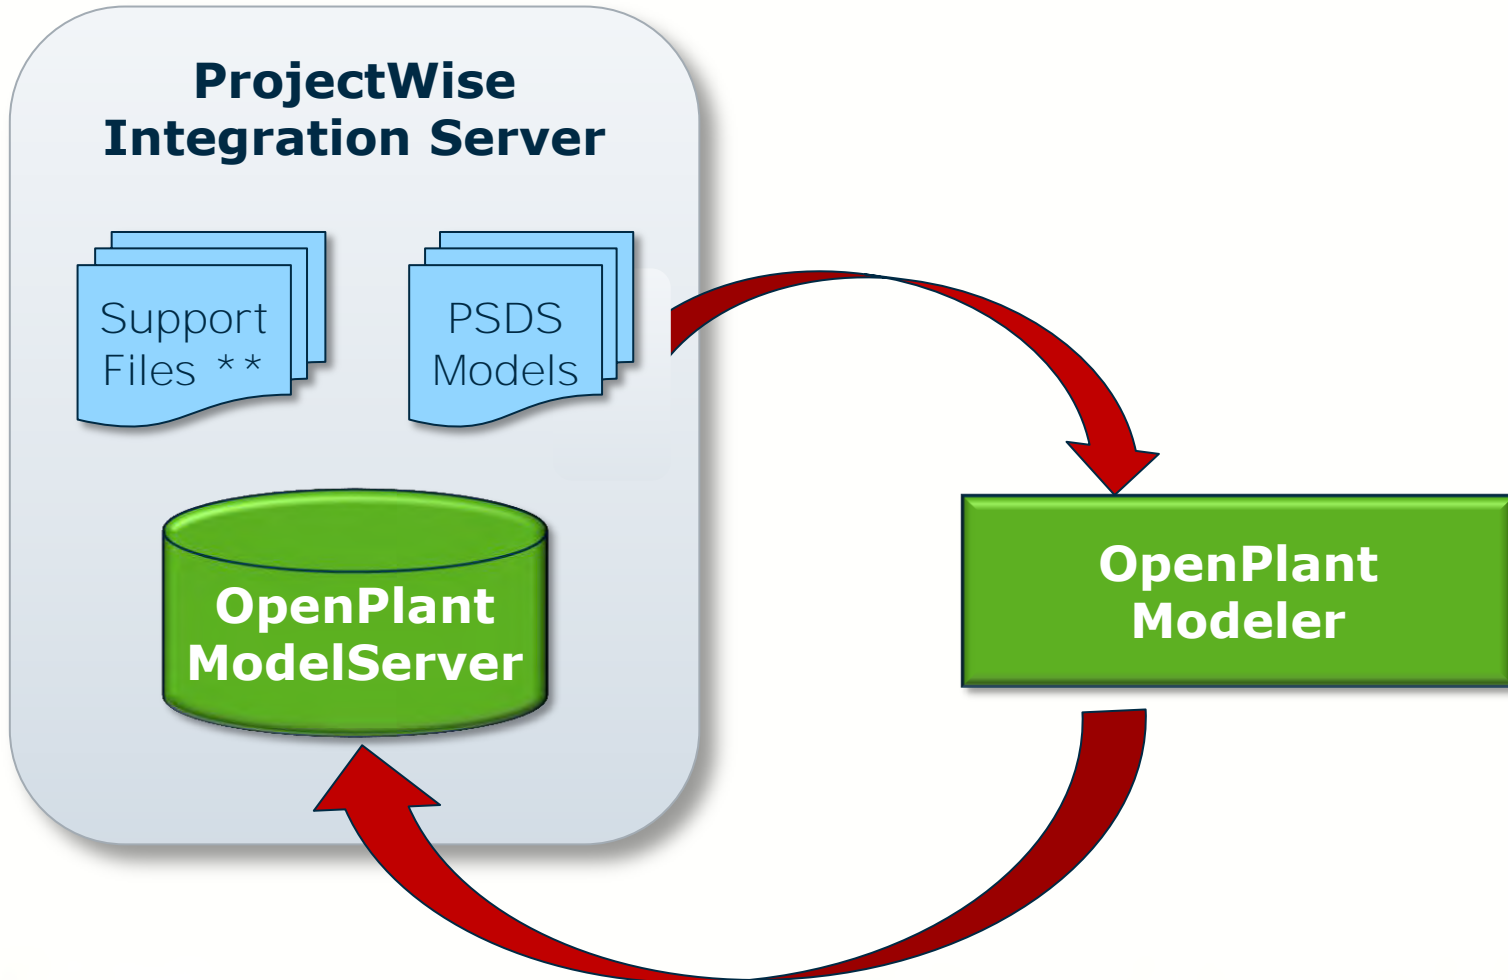 ProjectWise
Integration Server
Support
Files **
PSDS
Models
OpenPlant
ModelServer
OpenPlant
Modeler